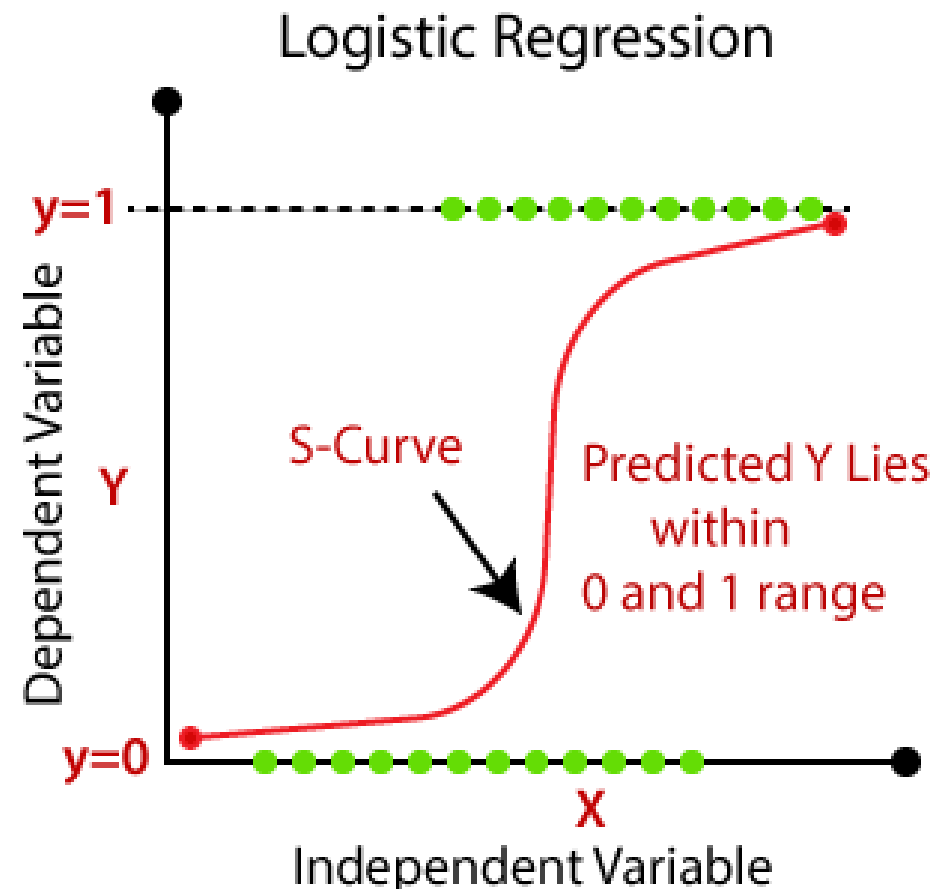 Logistic Regression
y=1
Dependent Variable
Y
S-Curve
Predicted Y Lies
within
0 and 1 range
y=0
X
Independent Variable